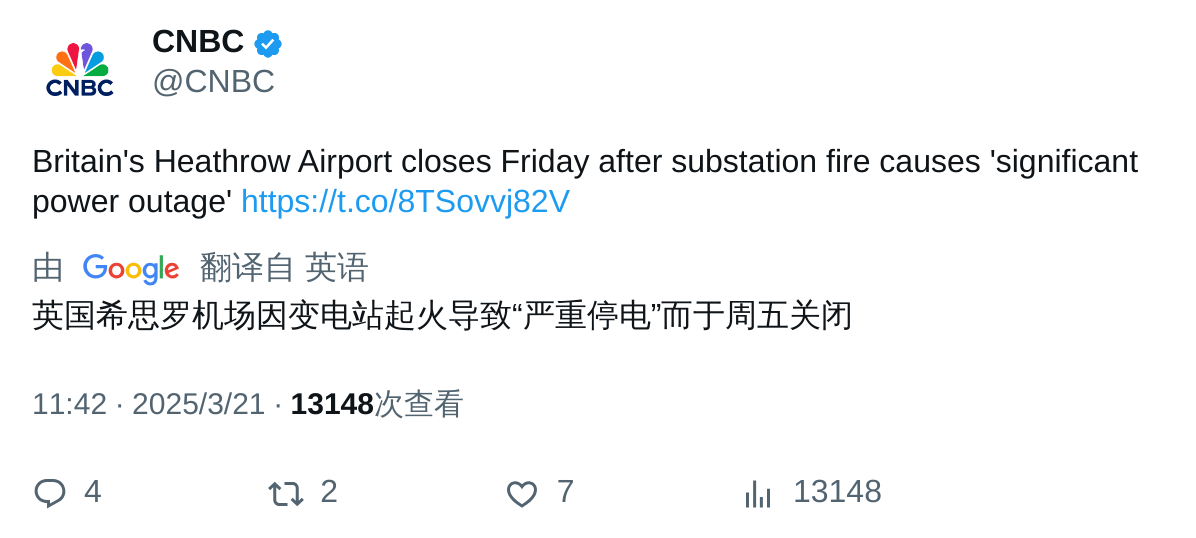 CNBC
CNBC
@CNBC
Britain's Heathrow Airport closes Friday after substation fire causes 'significant
power outage' https://t.co/8TSovvj82V
由 Google 翻译自 英语
英国希思罗机场因变电站起火导致“严重停电”而于周五关闭
11:42 · 2025/3/21 · 13148次查看
4 2 7 13148